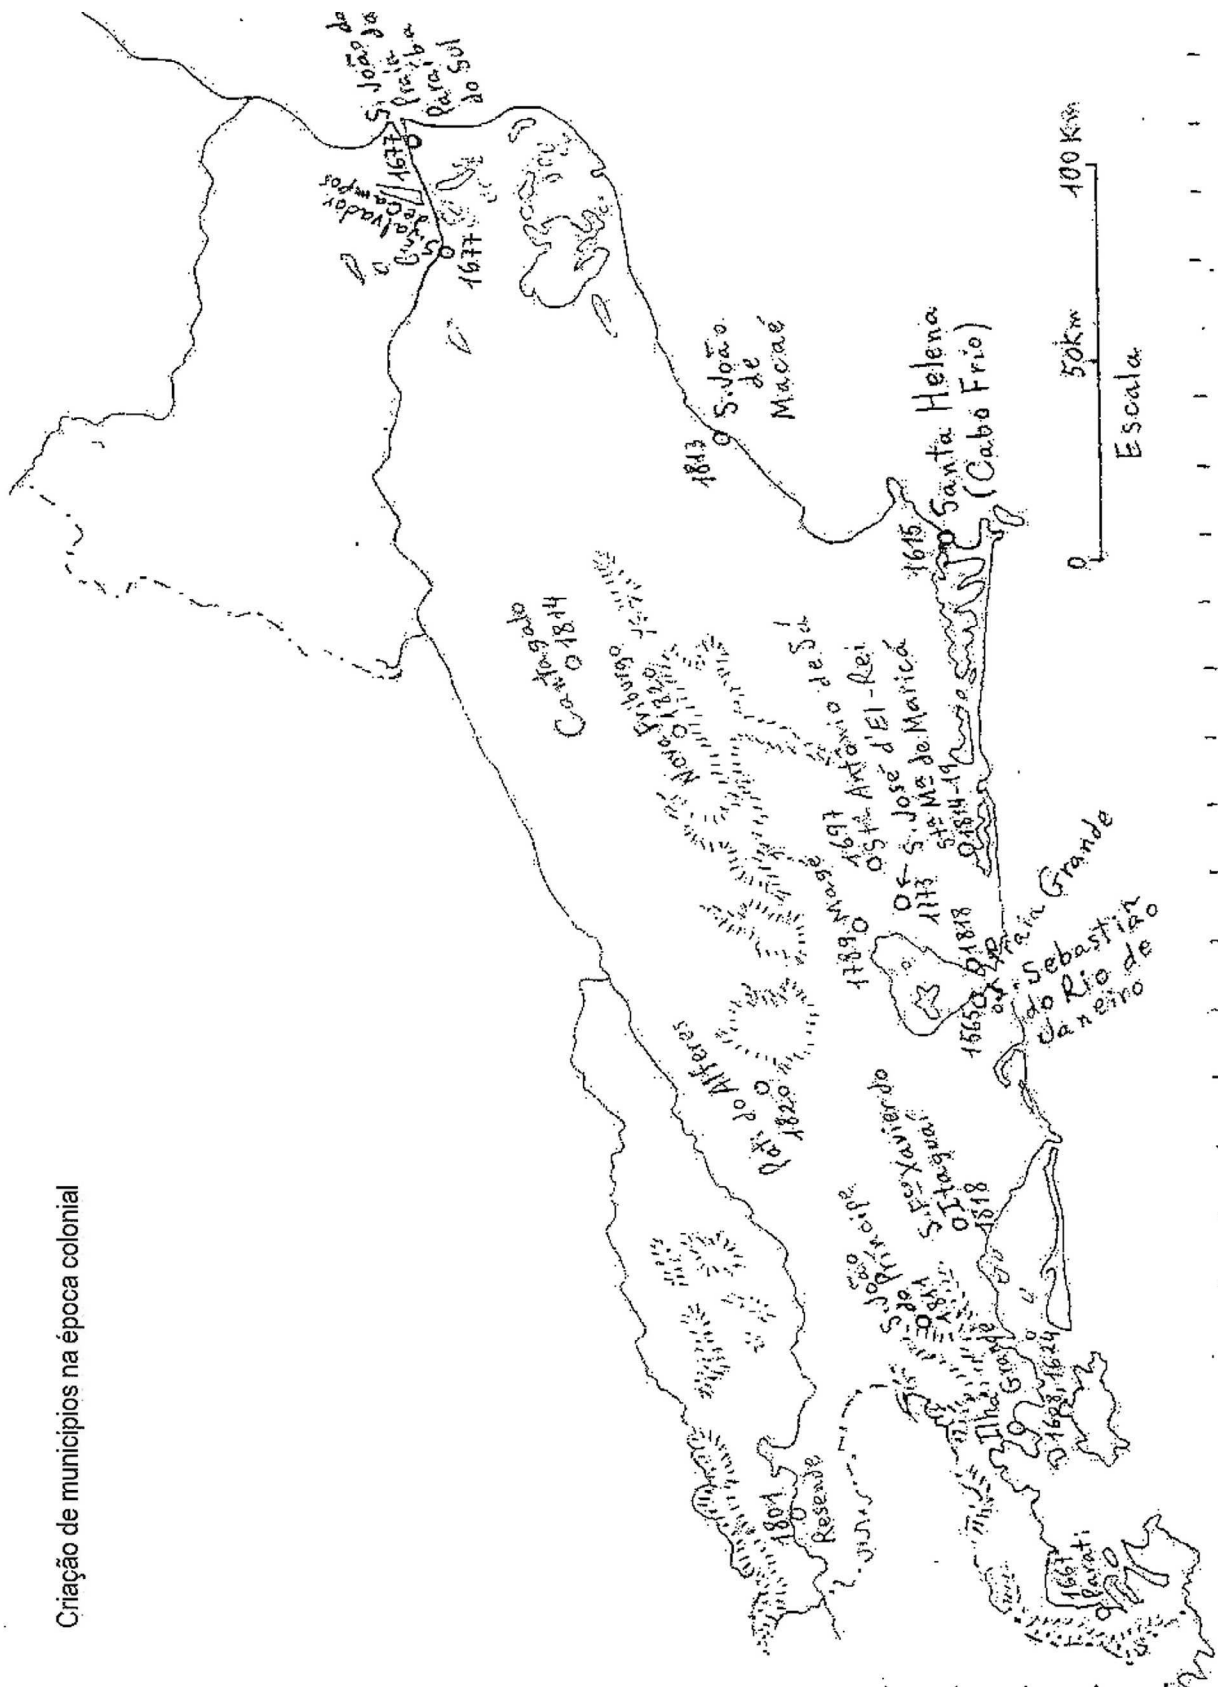 Criação de municípios na época colonial
S. João da
Praia
Paraíba
do Sul
1677
S. Salvador
de Campos
1677
1813
S. João
de
Macaé
1615
Santa Helena
(Cabo Frio)
0
50km
100 Km
Escala
Cantagalo
1814
Nova Friburgo
1820
1697
Stº Antônio de Sá
S. José d'El-Rei
1773
Stª Mª de Maricá
1814-19
Magé
1789
1818
Praia Grande
1565
S. Sebastião
do Rio de
Janeiro
Pati do Alferes
1820
S. Fco Xavier do
Itaguaí
1818
S. João
do Príncipe
1811
Ilha
Grande
1608, 1624
1801
Resende
1667
Parati